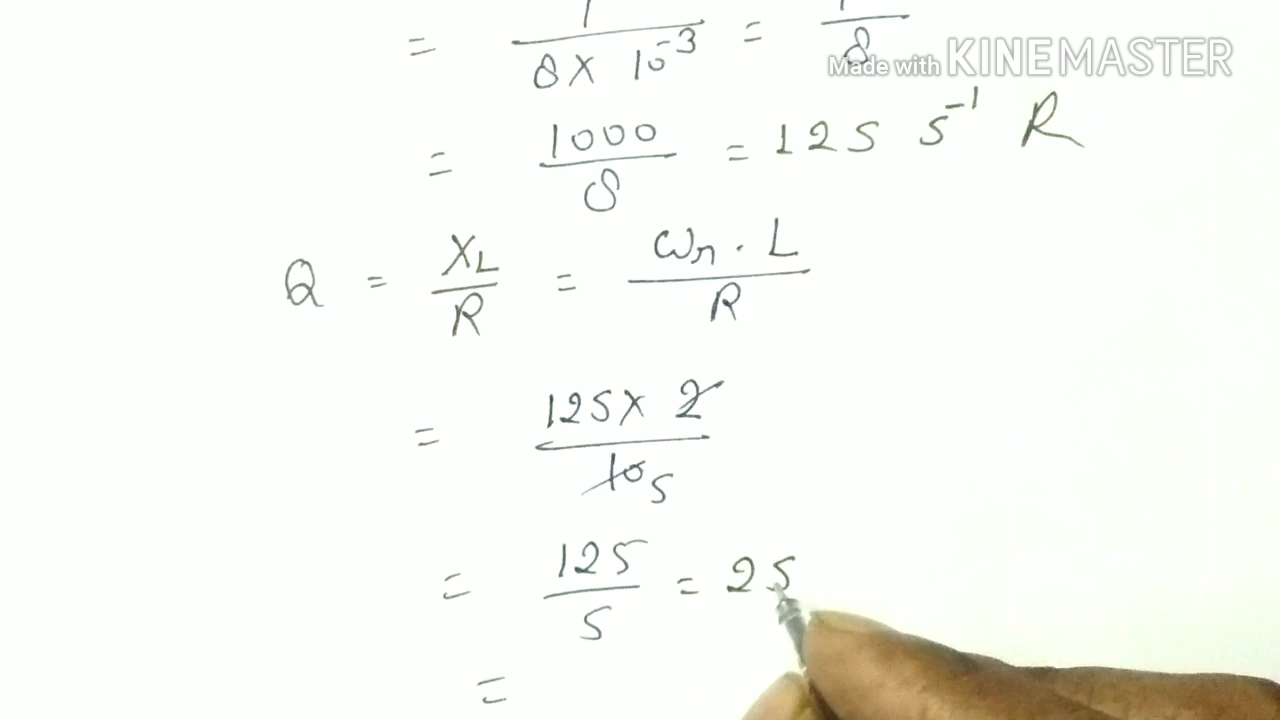 = 1 / 8 × 10⁻³ = 1 / 8
Made with KINEMASTER
= 1000 / 8 = 125 s⁻¹ R
Q = X_L / R = ωr . L / R
= 125 × 2 / 10 5
= 125 / 5 = 25
=